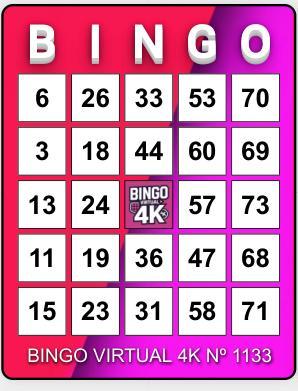 B I N G O
6 26 33 53 70
3 18 44 60 69
13 24 BINGO VIRTUAL 4K 57 73
11 19 36 47 68
15 23 31 58 71
BINGO VIRTUAL 4K Nº 1133